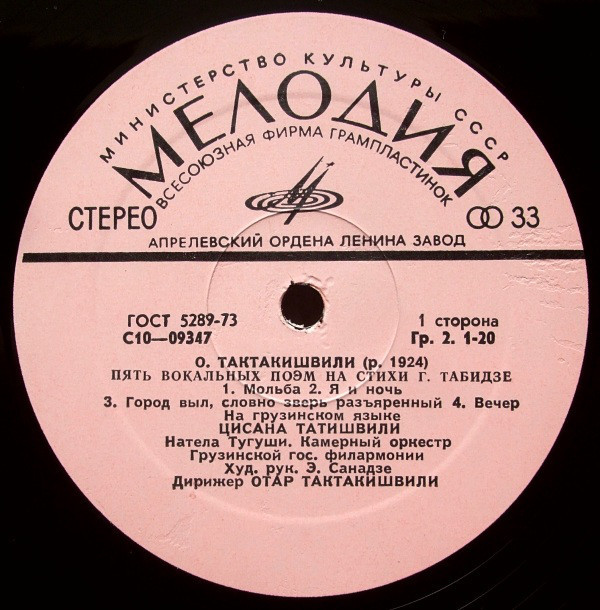 МИНИСТЕРСТВО КУЛЬТУРЫ СССР
МЕЛОДИЯ
ВСЕСОЮЗНАЯ ФИРМА ГРАМПЛАСТИНОК
СТЕРЕО 33
АПРЕЛЕВСКИЙ ОРДЕНА ЛЕНИНА ЗАВОД
ГОСТ 5289-73 1 сторона
С10—09347 Гр. 2. 1-20
О. ТАКТАКИШВИЛИ (р. 1924)
ПЯТЬ ВОКАЛЬНЫХ ПОЭМ НА СТИХИ Г. ТАБИДЗЕ
1. Мольба 2. Я и ночь
3. Город выл, словно зверь разъяренный 4. Вечер
На грузинском языке
ЦИСАНА ТАТИШВИЛИ
Натела Тугуши. Камерный оркестр
Грузинской гос. филармонии
Худ. рук. Э. Санадзе
Дирижер ОТАР ТАКТАКИШВИЛИ